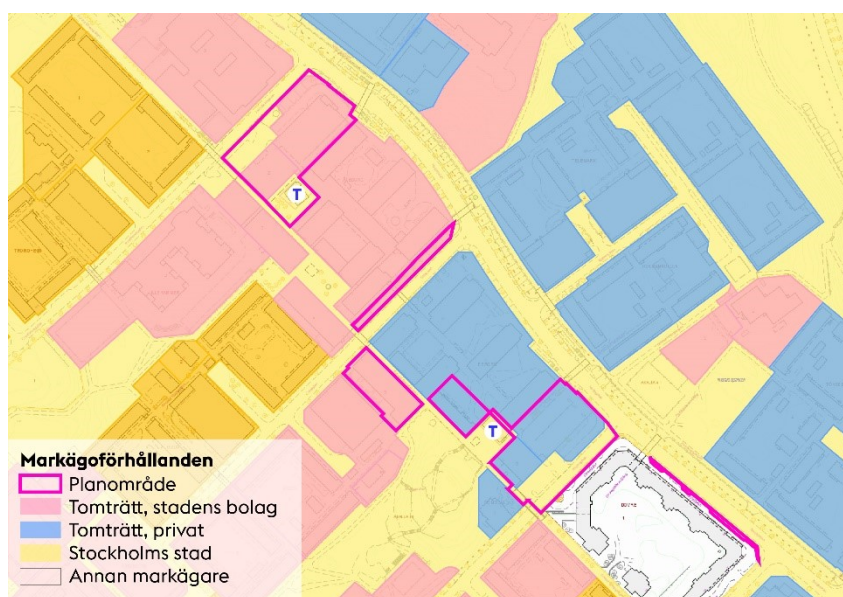 T
T
Markägoförhållanden
Planområde
Tomträtt, stadens bolag
Tomträtt, privat
Stockholms stad
Annan markägare